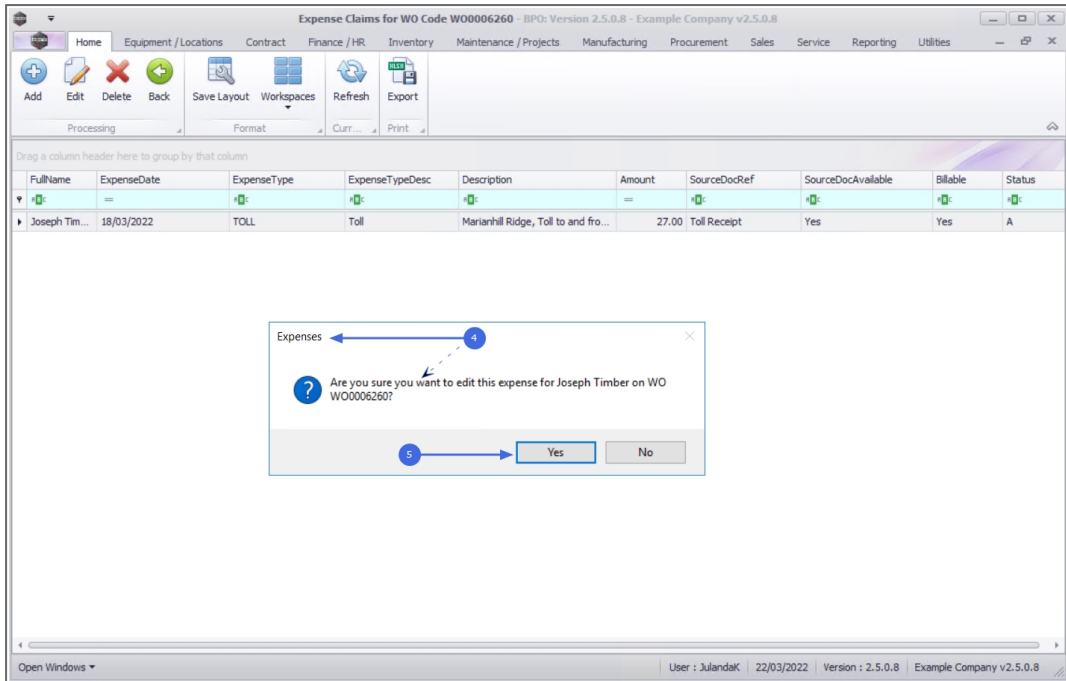 Expense Claims for WO Code WO0006260 - BPO: Version 2.5.0.8 - Example Company v2.5.0.8
Home Equipment / Locations Contract Finance / HR Inventory Maintenance / Projects Manufacturing Procurement Sales Service Reporting Utilities
Add Edit Delete Back Save Layout Workspaces Refresh Export
Processing Format Curr... Print
Drag a column header here to group by that column
FullName ExpenseDate ExpenseType ExpenseTypeDesc Description Amount SourceDocRef SourceDocAvailable Billable Status
Joseph Tim... 18/03/2022 TOLL Toll Marianhill Ridge, Toll to and fro... 27.00 Toll Receipt Yes Yes A
Expenses 4
Are you sure you want to edit this expense for Joseph Timber on WO
WO0006260?
5 Yes No
Open Windows User : JulandaK 22/03/2022 Version : 2.5.0.8 Example Company v2.5.0.8